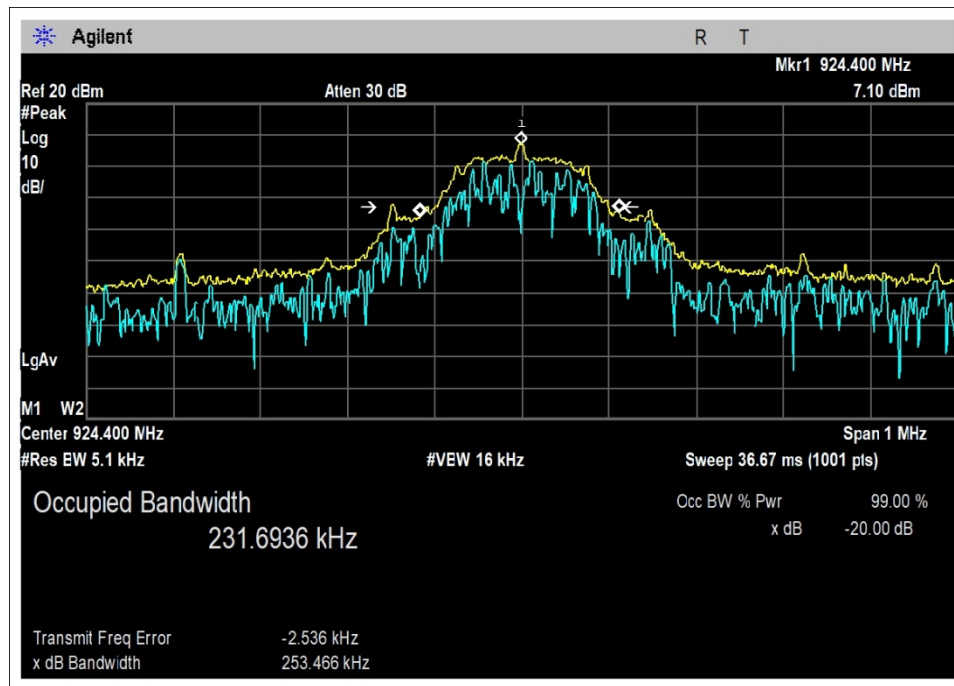 Agilent R T
Mkr1 924.400 MHz
Ref 20 dBm Atten 30 dB 7.10 dBm
#Peak
Log
10
dB/
1
LgAv
M1 W2
Center 924.400 MHz Span 1 MHz
#Res BW 5.1 kHz #VBW 16 kHz Sweep 36.67 ms (1001 pts)
Occupied Bandwidth Occ BW % Pwr 99.00 %
231.6936 kHz x dB -20.00 dB
Transmit Freq Error -2.536 kHz
x dB Bandwidth 253.466 kHz